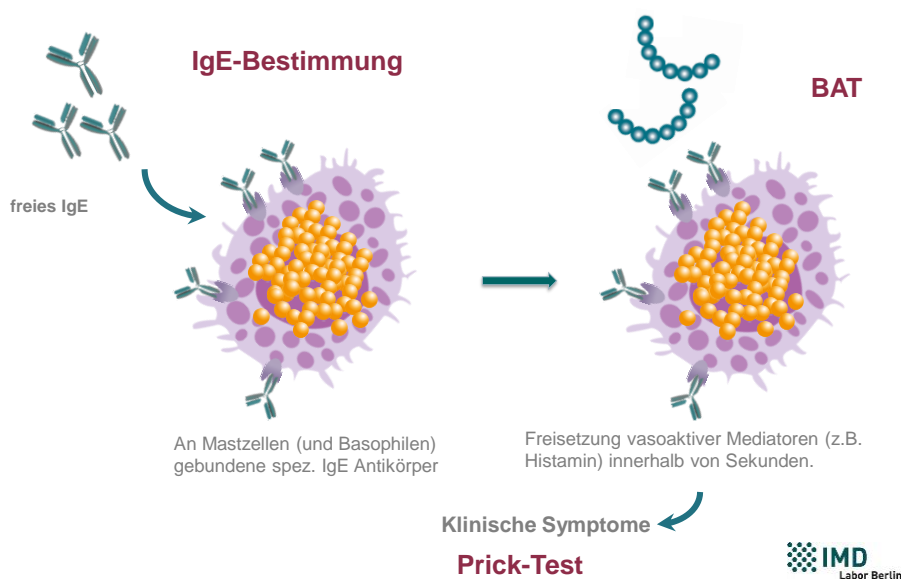 IgE-Bestimmung
BAT
freies IgE
An Mastzellen (und Basophilen)
gebundene spez. IgE Antikörper
Freisetzung vasoaktiver Mediatoren (z.B.
Histamin) innerhalb von Sekunden.
Klinische Symptome
Prick-Test
IMD
Labor Berlin